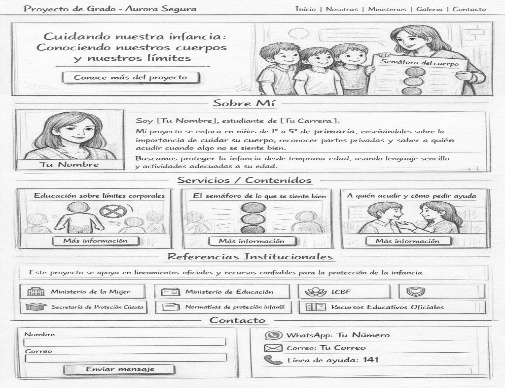 Proyecto de Grado - Aurora Segura
Inicio | Nosotros | Ministerios | Galería | Contacto
Cuidando nuestra infancia:
Conociendo nuestros cuerpos
y nuestros límites
Conoce más del proyecto
Semáforo del cuerpo
Sobre Mí
Tu Nombre
Soy [Tu Nombre], estudiante de [Tu Carrera].
Mi proyecto se enfoca en niños de 1º a 5º de primaria, enseñándoles sobre la
importancia de cuidar su cuerpo, reconocer partes privadas y saber a quién
acudir cuando algo no se siente bien.
Buscamos proteger la infancia desde temprana edad, usando lenguaje sencillo
y actividades adecuadas a su edad.
Servicios / Contenidos
Educación sobre límites corporales
Más información
El semáforo de lo que se siente bien
Más información
A quién acudir y cómo pedir ayuda
Más información
Referencias Institucionales
Este proyecto se apoya en lineamientos oficiales y recursos confiables para la protección de la infancia.
Ministerio de la Mujer
Ministerio de Educación
ICBF
Secretaría de Protección
Normativas de protección infantil
Recursos Educativos Oficiales
Contacto
Nombre
Correo
Enviar mensaje
WhatsApp: Tu Número
Correo: Tu Correo
Línea de ayuda: 141